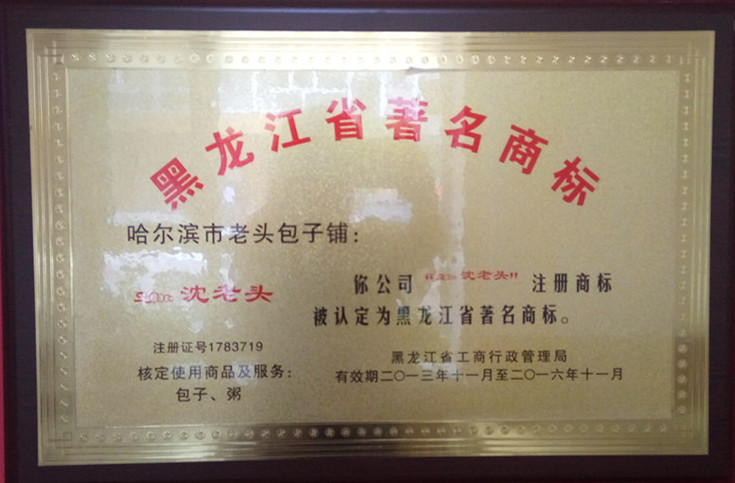 黑龙江省著名商标
哈尔滨市老头包子铺:
沈老头
你公司“沈老头”注册商标
被认定为黑龙江省著名商标。
注册证号1783719
核定使用商品及服务:
包子、粥
黑龙江省工商行政管理局
有效期二〇一三年十一月至二〇一六年十一月